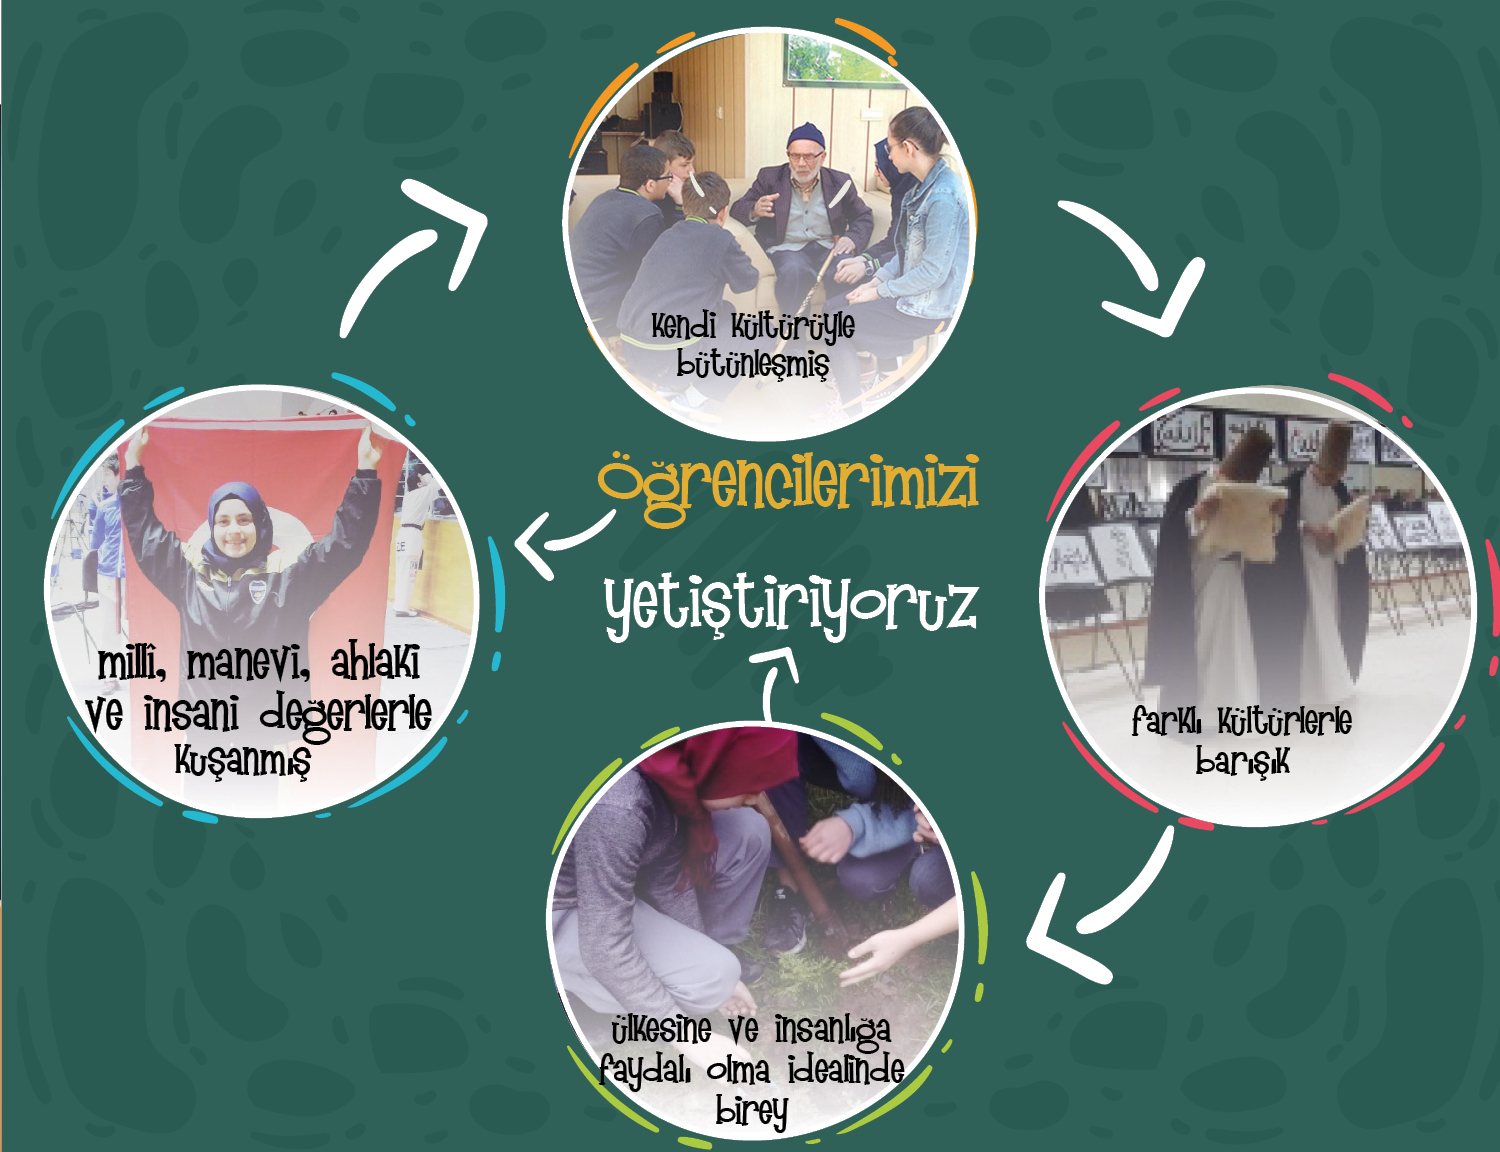 Kendi Kültürüyle
bütünleşmiş
Öğrencilerimizi
yetiştiriyoruz
millî, manevi, ahlaki
ve insani değerlerle
Kuşanmış
farklı Kültürlerle
barışık
ülkesine ve insanlığa
faydalı olma idealinde
birey